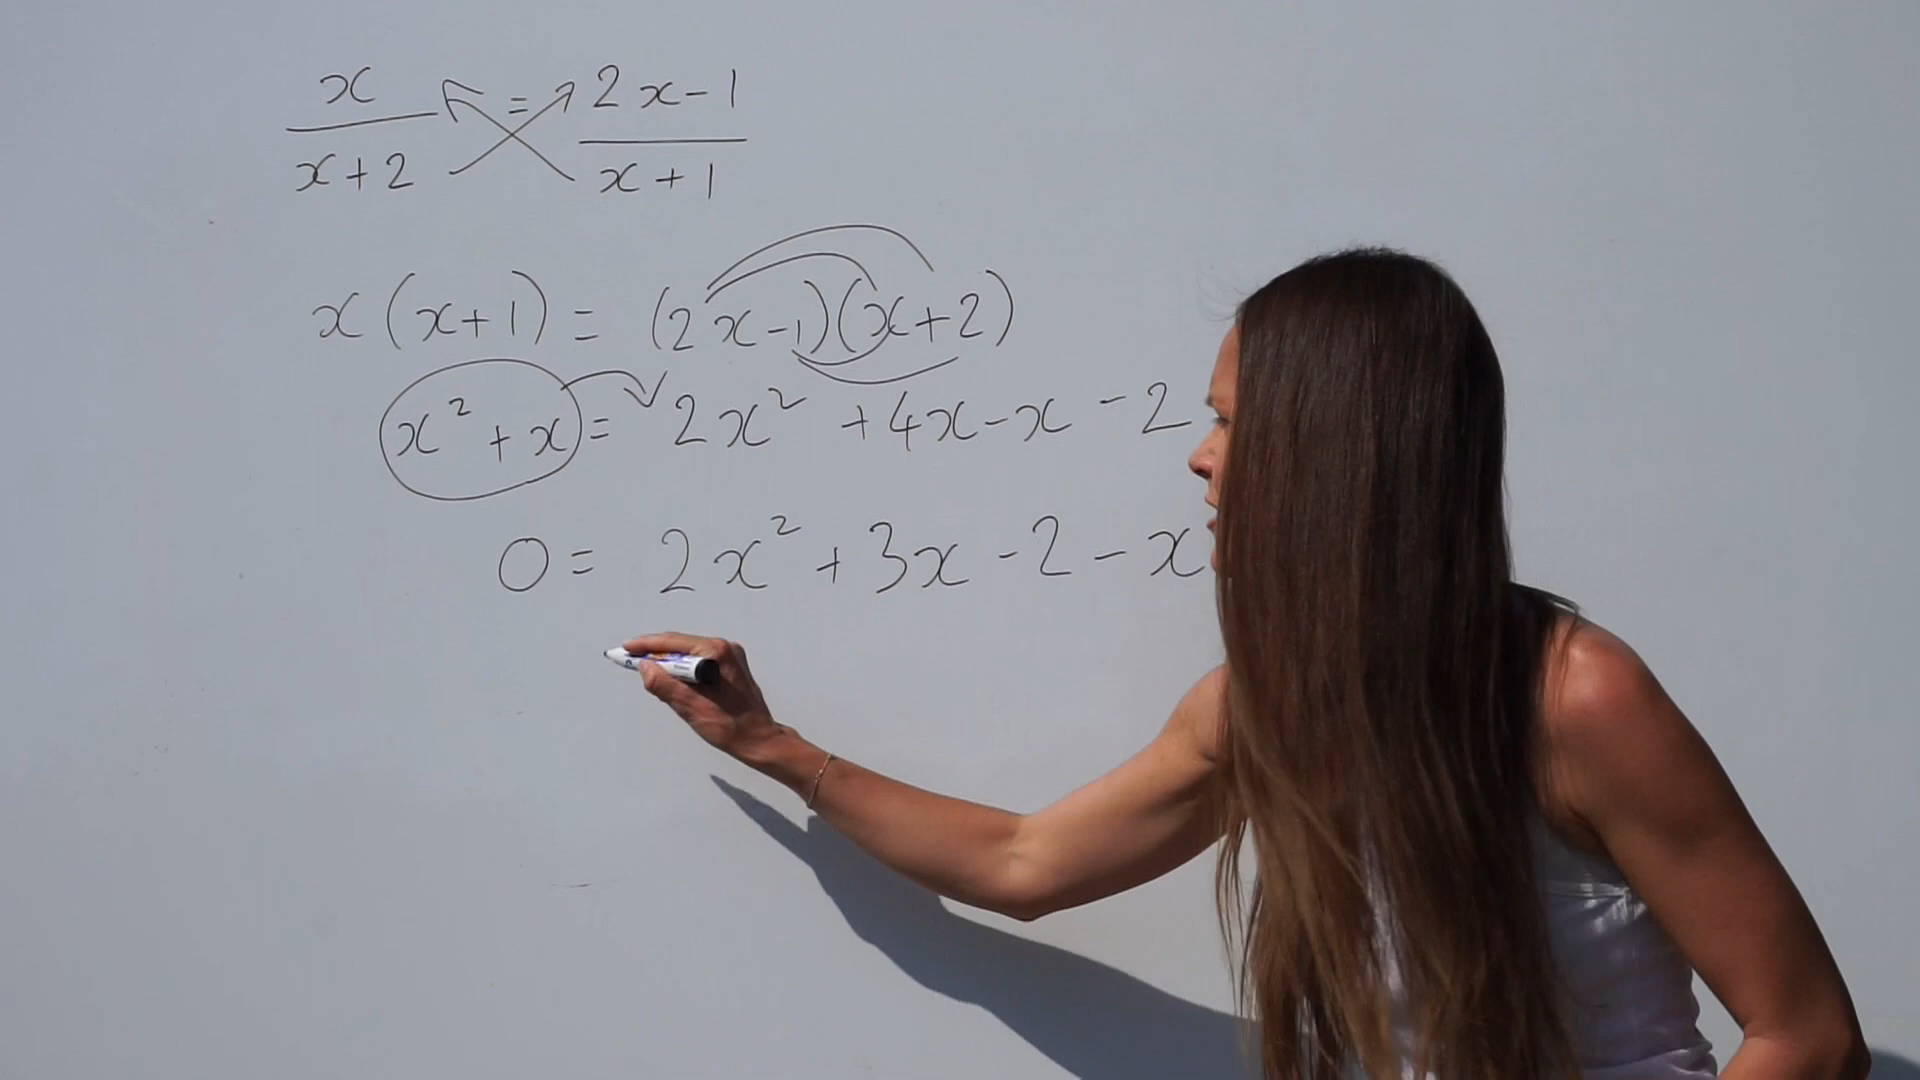 x/(x+2) = (2x-1)/(x+1)
x(x+1) = (2x-1)(x+2)
x² + x = 2x² + 4x - x - 2
0 = 2x² + 3x - 2 - x